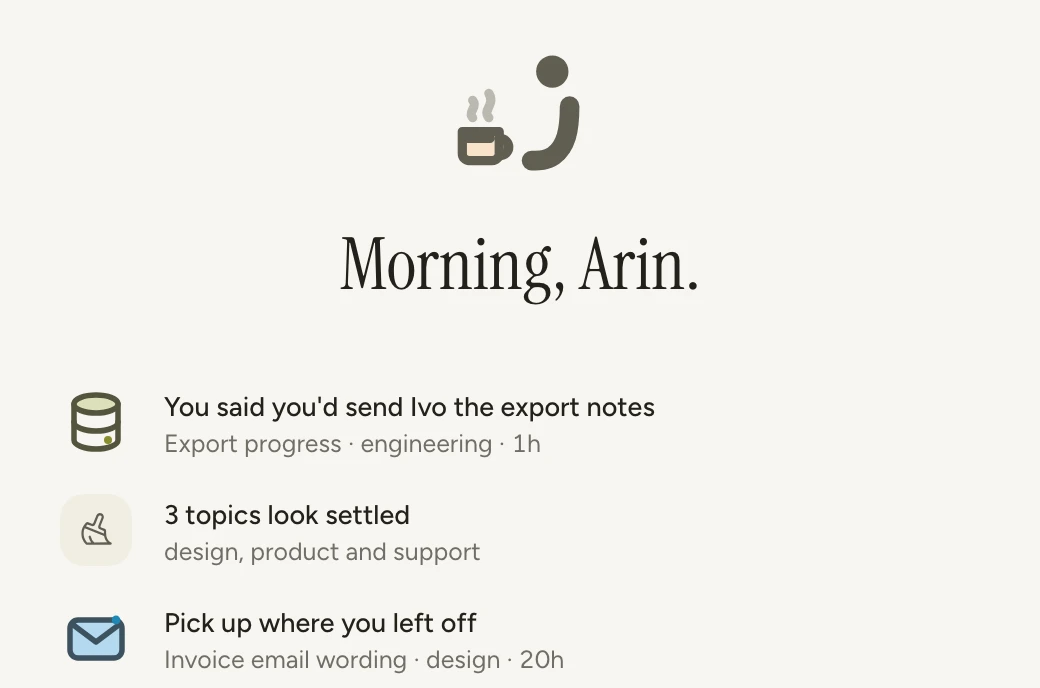 Morning, Arin.
You said you'd send Ivo the export notes
Export progress · engineering · 1h
3 topics look settled
design, product and support
Pick up where you left off
Invoice email wording · design · 20h